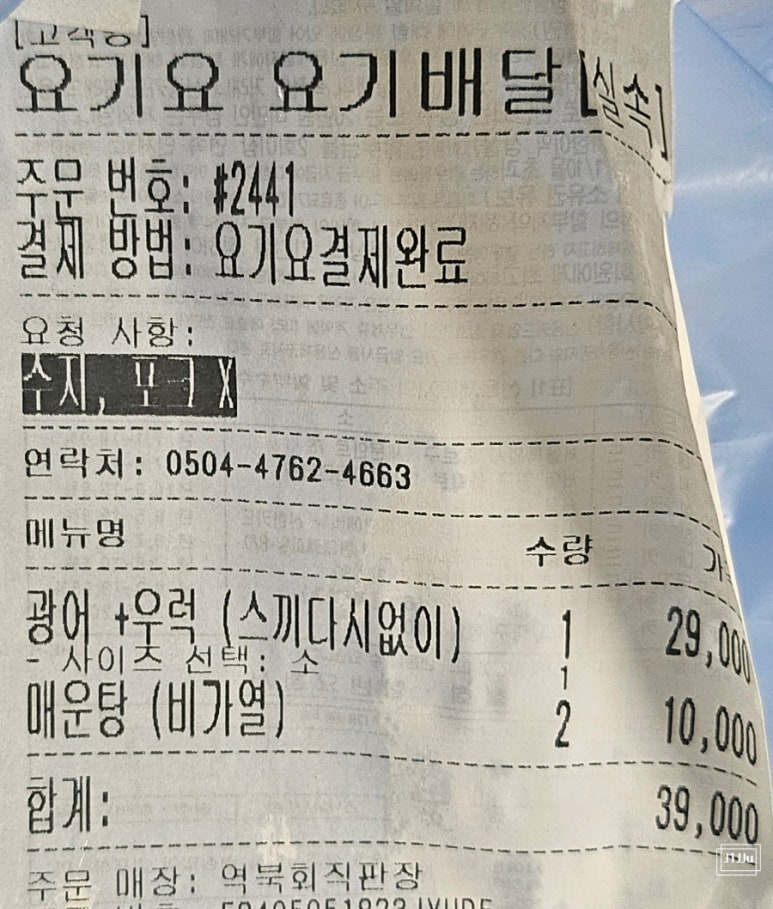 [고객용]
요기요 요기배달[실속]
주문 번호: #2441
결제 방법: 요기요결제완료
요청 사항:
수저, 포크 X
연락처: 0504-4762-4663
메뉴명 수량 가
광어 +우럭 (스끼다시없이) 1 29,000
- 사이즈 선택: 소 1
매운탕 (비가열) 2 10,000
합계: 39,000
주문 매장: 역북회직판장
J1JJu